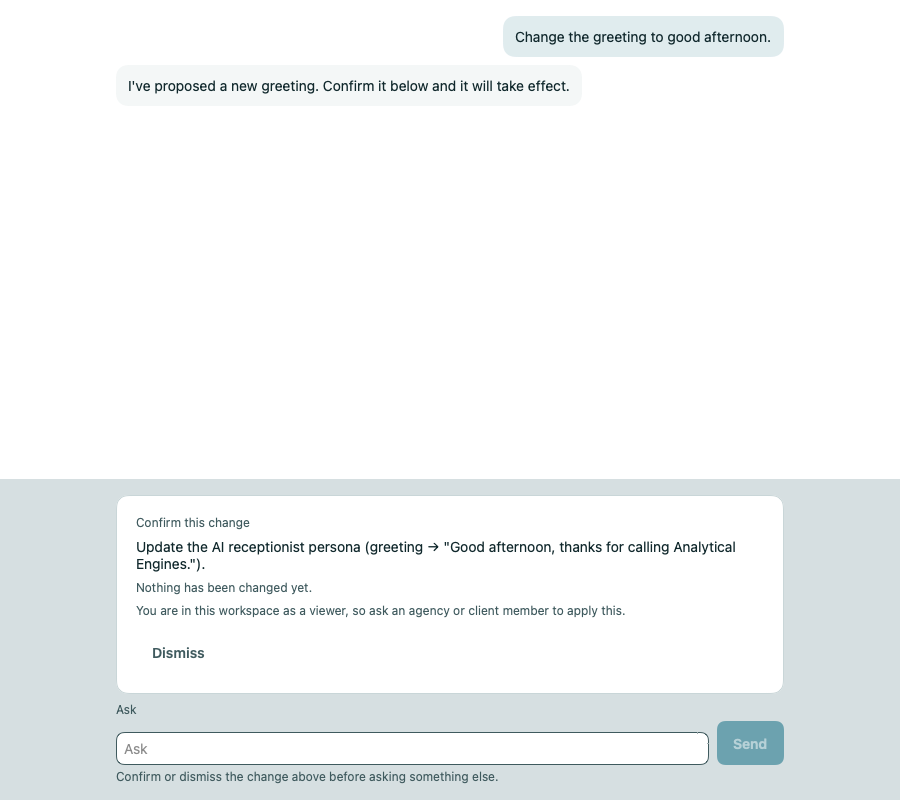 Change the greeting to good afternoon.
I've proposed a new greeting. Confirm it below and it will take effect.
Confirm this change
Update the AI receptionist persona (greeting → "Good afternoon, thanks for calling Analytical
Engines.").
Nothing has been changed yet.
You are in this workspace as a viewer, so ask an agency or client member to apply this.
Dismiss
Ask
Ask
Send
Confirm or dismiss the change above before asking something else.